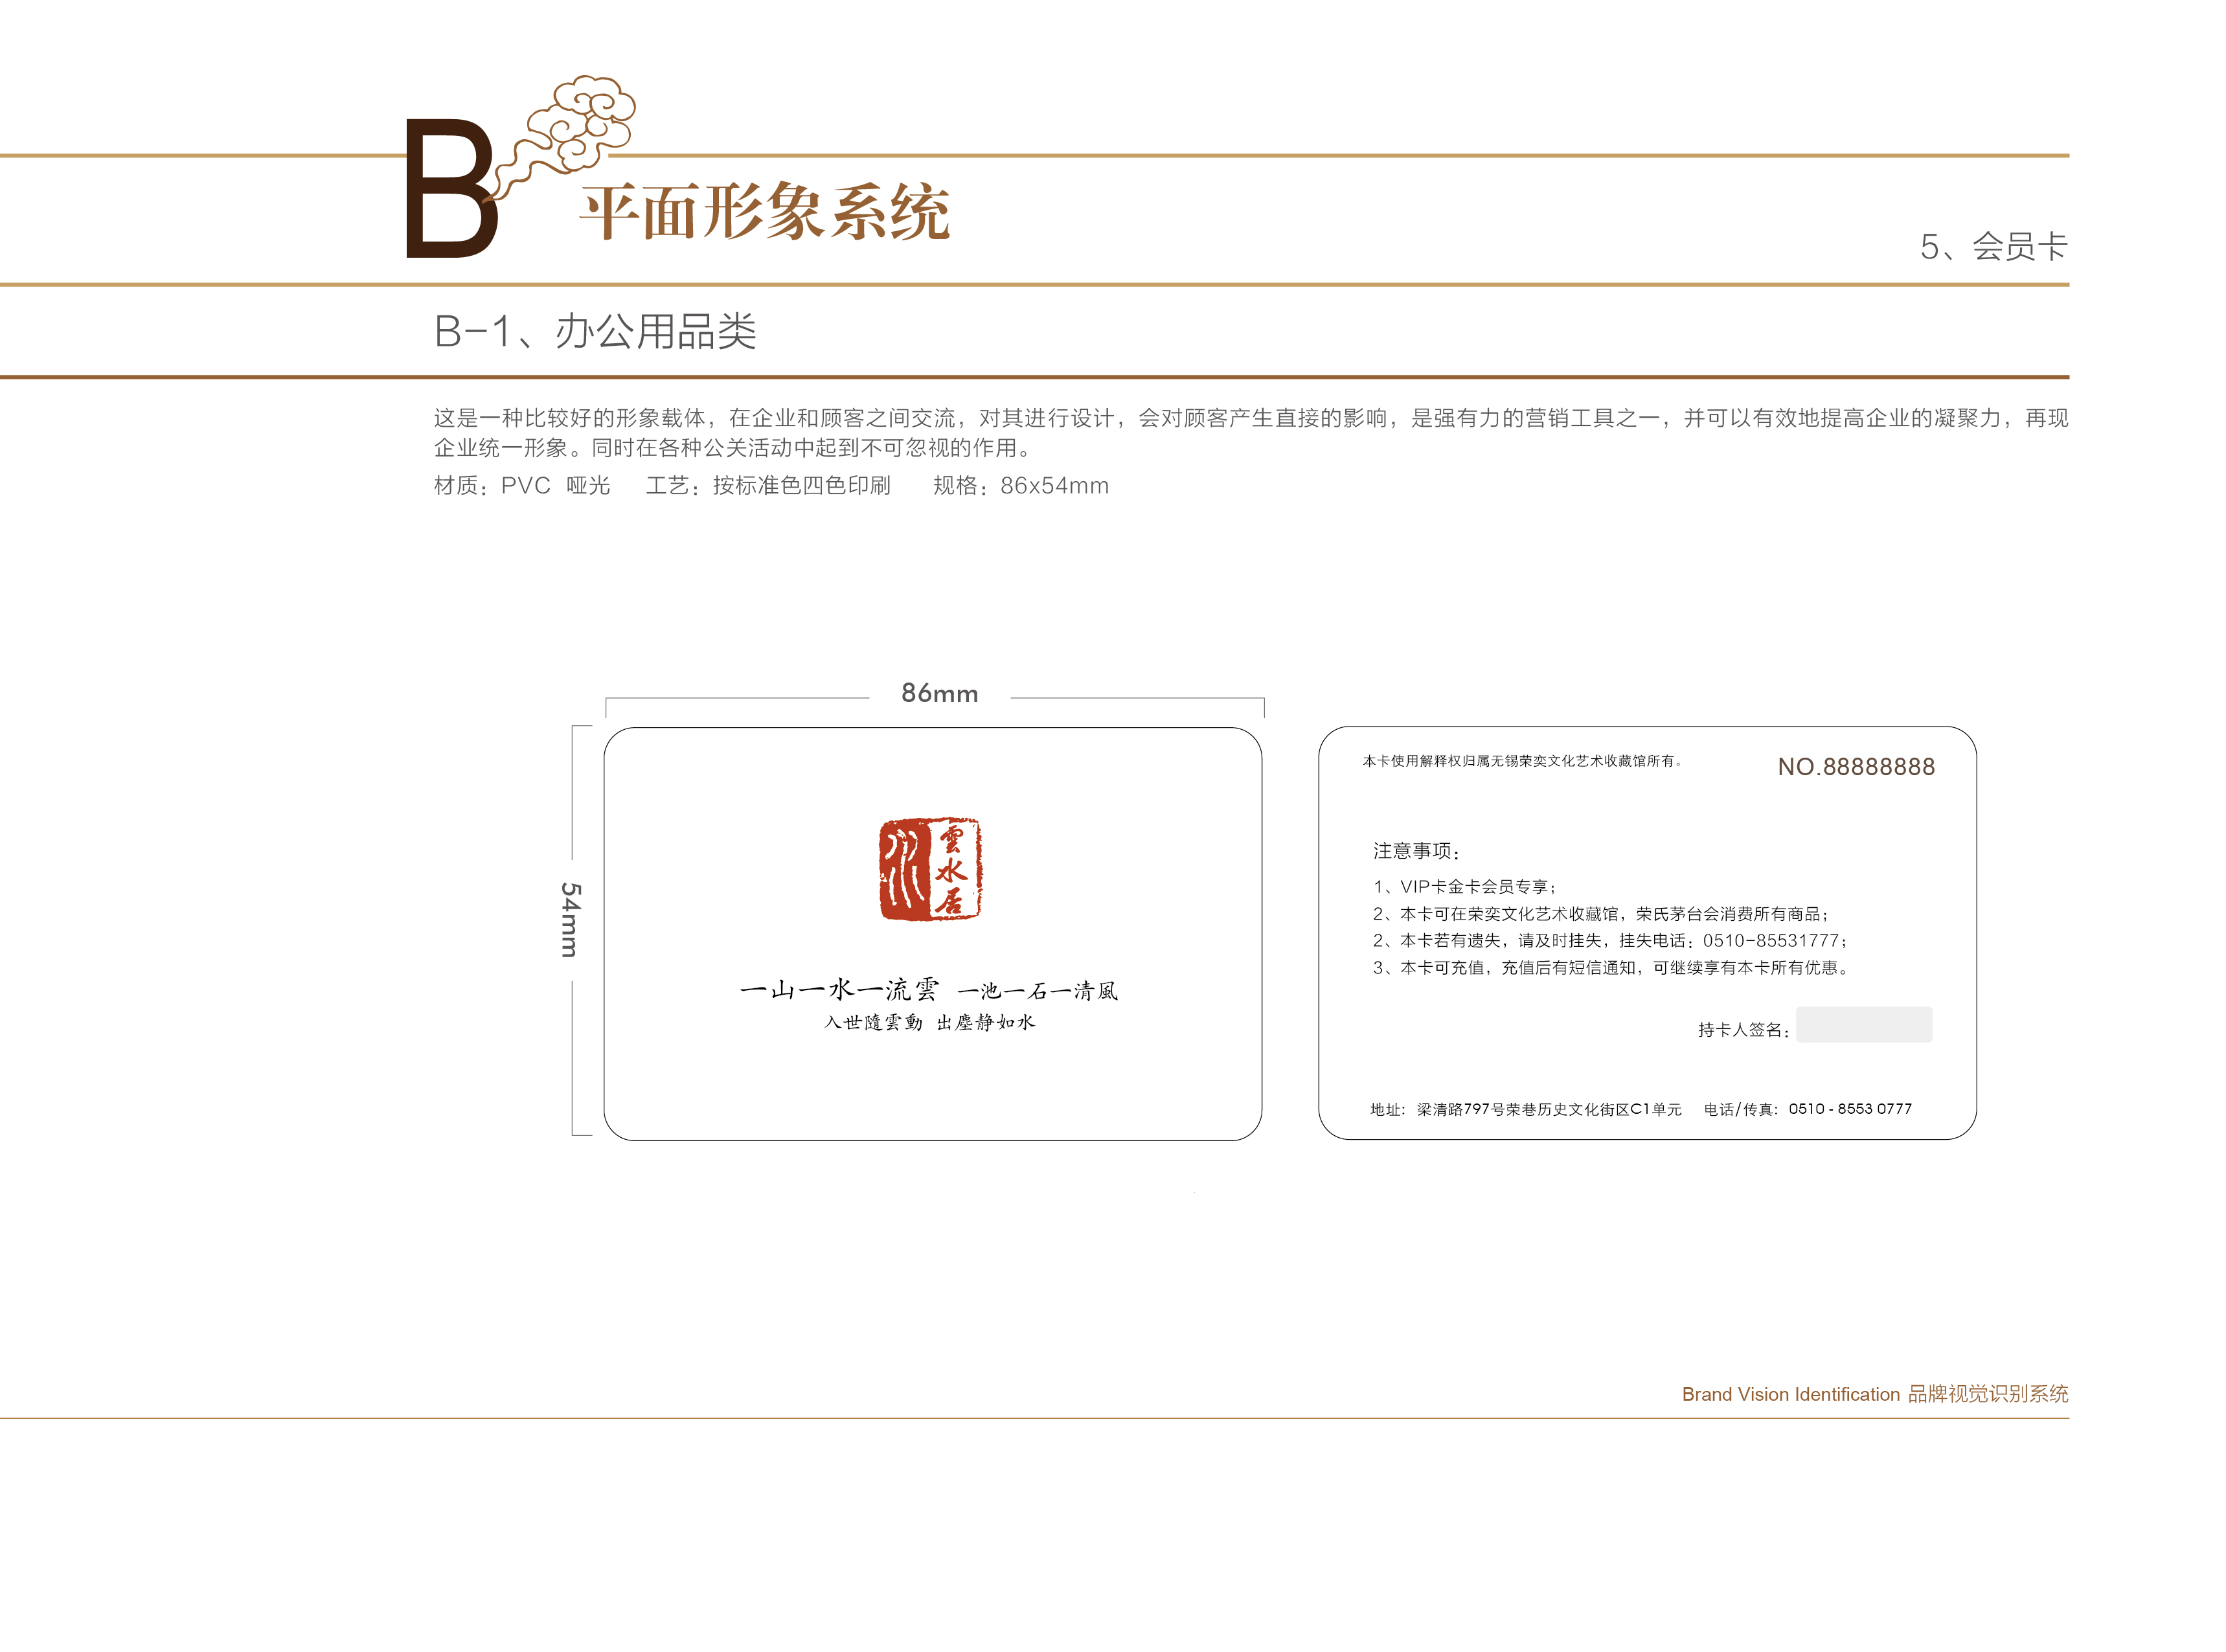 B
平面形象系统
5、会员卡
B-1、办公用品类
这是一种比较好的形象载体，在企业和顾客之间交流，对其进行设计，会对顾客产生直接的影响，是强有力的营销工具之一，并可以有效地提高企业的凝聚力，再现
企业统一形象。同时在各种公关活动中起到不可忽视的作用。
材质：PVC 哑光 工艺：按标准色四色印刷 规格：86x54mm
86mm
54mm
雲水居
一山一水一流雲 一池一石一清風
入世隨雲動 出塵静如水
本卡使用解释权归属无锡荣奕文化艺术收藏馆所有。
NO.88888888
注意事项：
1、VIP卡金卡会员专享；
2、本卡可在荣奕文化艺术收藏馆，荣氏茅台会消费所有商品；
2、本卡若有遗失，请及时挂失，挂失电话：0510-85531777；
3、本卡可充值，充值后有短信通知，可继续享有本卡所有优惠。
持卡人签名：
地址：梁清路797号荣巷历史文化街区C1单元 电话/传真：0510 - 8553 0777
Brand Vision Identification 品牌视觉识别系统